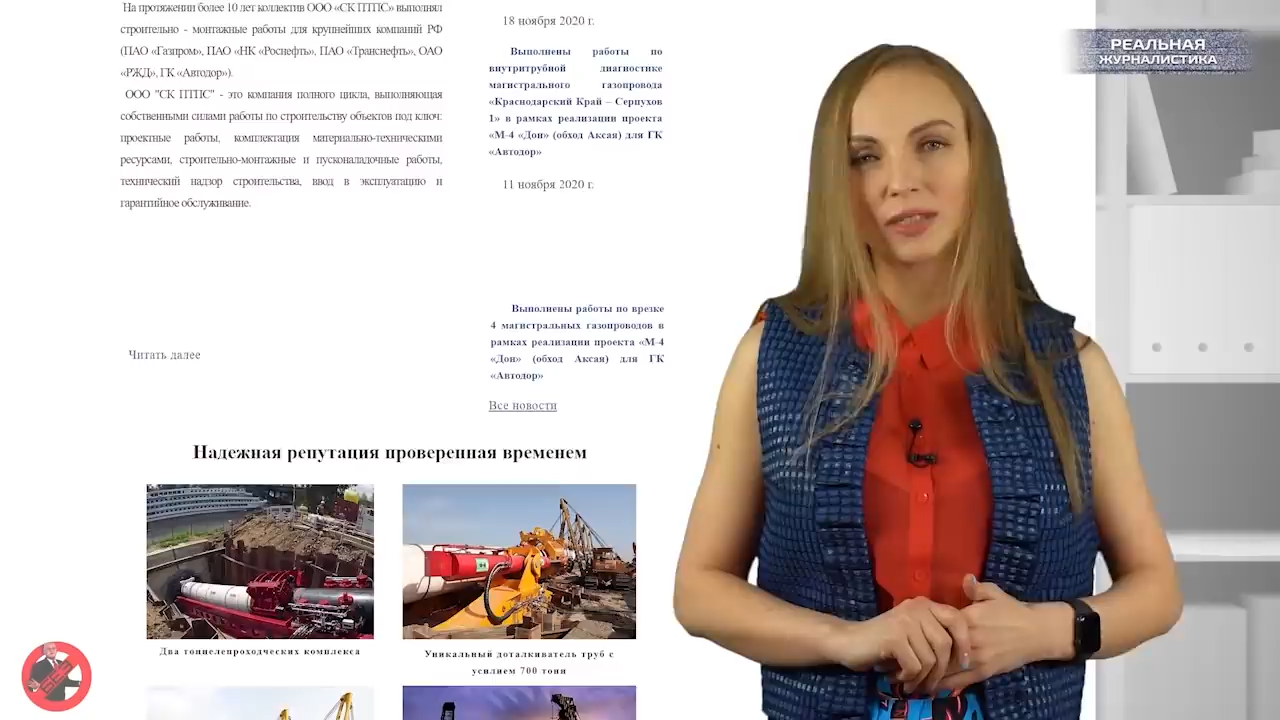 На протяжении более 10 лет коллектив ООО «СК ПТПС» выполнял
строительно - монтажные работы для крупнейших компаний РФ
(ПАО «Газпром», ПАО «НК «Роснефть», ПАО «Транснефть», ОАО
«РЖД», ГК «Автодор»).
ООО "СК ПТПС" - это компания полного цикла, выполняющая
собственными силами работы по строительству объектов под ключ:
проектные работы, комплектация материально-техническими
ресурсами, строительно-монтажные и пусконаладочные работы,
технический надзор строительства, ввод в эксплуатацию и
гарантийное обслуживание.
Читать далее
18 ноября 2020 г.
Выполнены работы по
внутритрубной диагностике
магистрального газопровода
«Краснодарский Край – Серпухов
1» в рамках реализации проекта
«М-4 «Дон» (обход Аксая) для ГК
«Автодор»
11 ноября 2020 г.
Выполнены работы по врезке
4 магистральных газопроводов в
рамках реализации проекта «М-4
«Дон» (обход Аксая) для ГК
«Автодор»
Все новости
Надежная репутация проверенная временем
Два тоннелепроходческих комплекса
Уникальный доталкиватель труб с
усилием 700 тонн
РЕАЛЬНАЯ
ЖУРНАЛИСТИКА